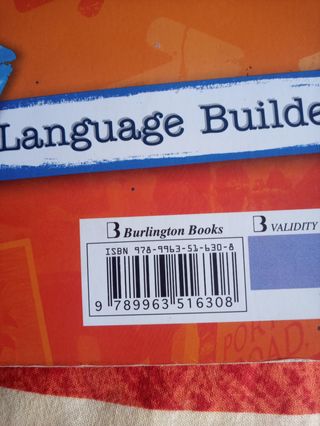 Language Builde
Burlington Books
VALIDITY
ISBN 978-9963-51-630-8
9 789963 516308